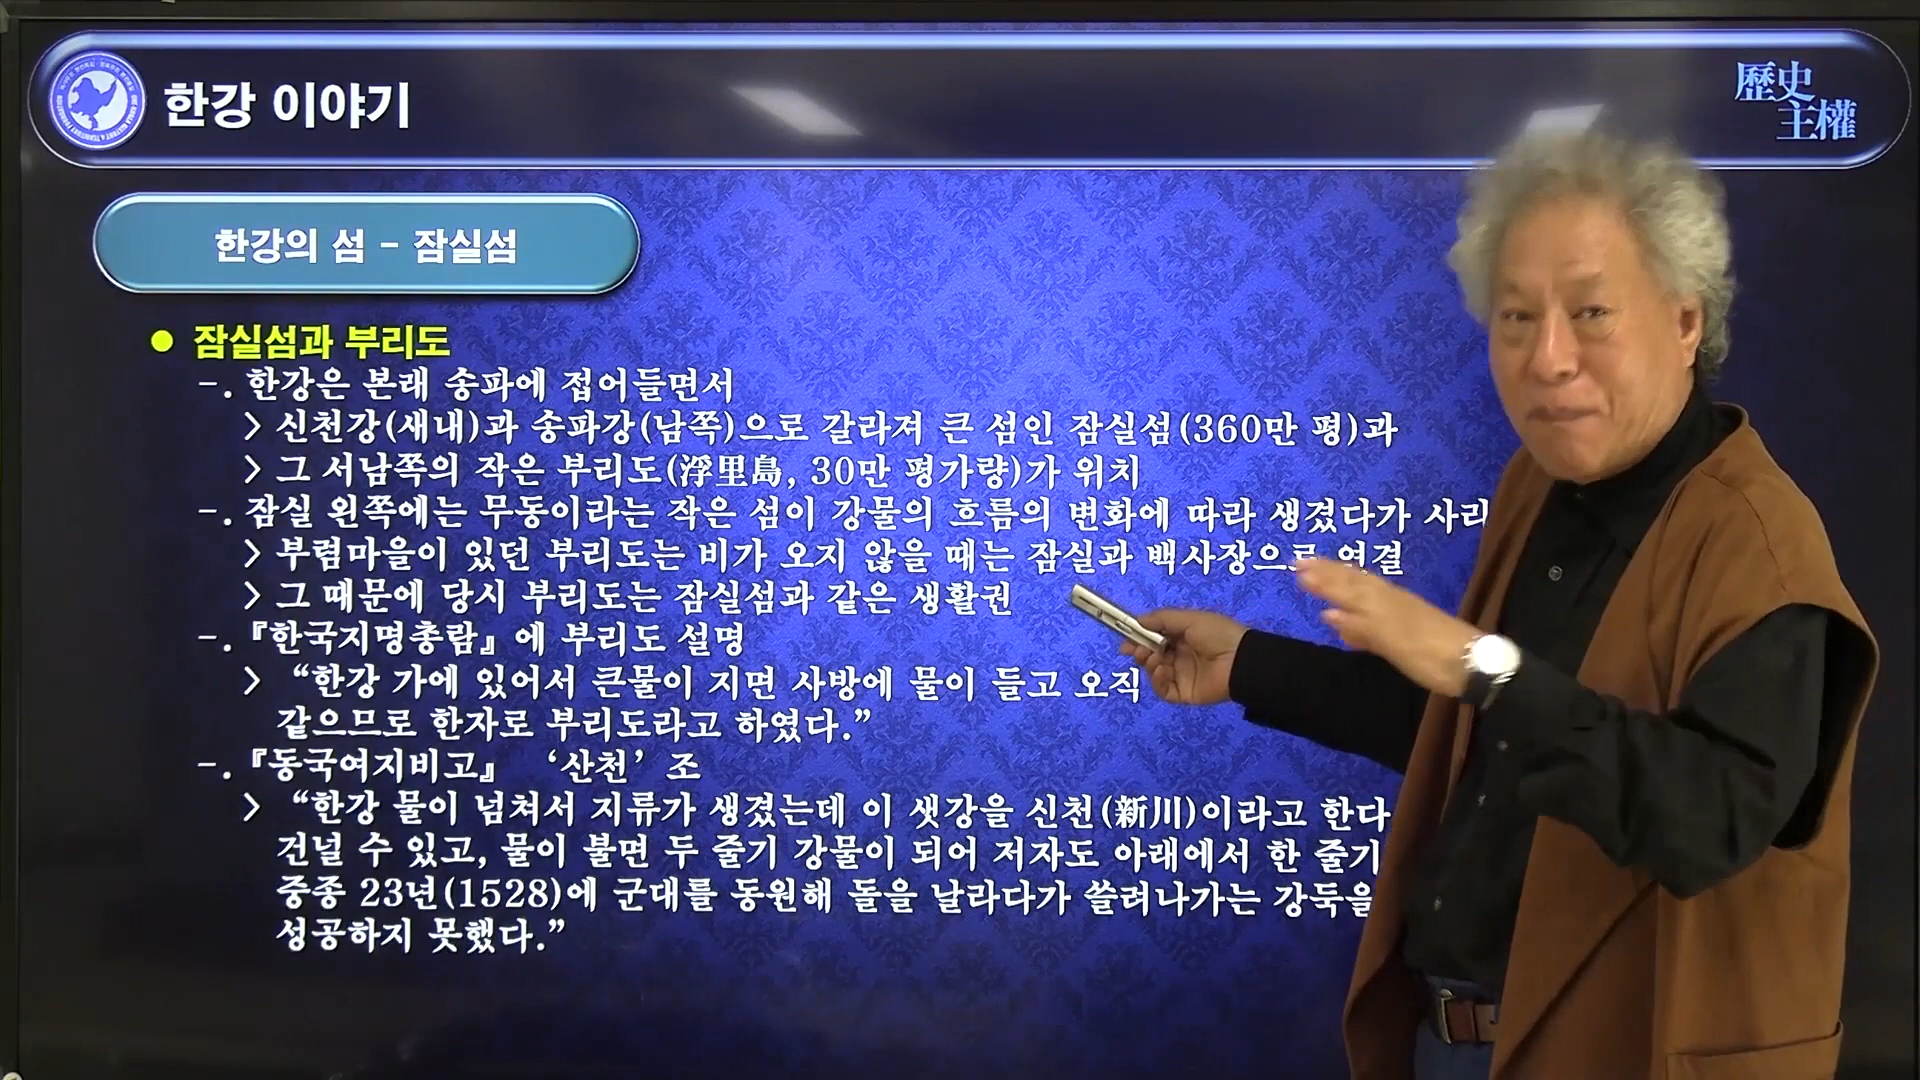 한강 이야기
歷史
主權
한강의 섬 - 잠실섬
● 잠실섬과 부리도
-. 한강은 본래 송파에 접어들면서
> 신천강(새내)과 송파강(남쪽)으로 갈라져 큰 섬인 잠실섬(360만 평)과
> 그 서남쪽의 작은 부리도(浮里島, 30만 평가량)가 위치
-. 잠실 왼쪽에는 무동이라는 작은 섬이 강물의 흐름의 변화에 따라 생겼다가 사라
> 부렴마을이 있던 부리도는 비가 오지 않을 때는 잠실과 백사장으로 연결
> 그 때문에 당시 부리도는 잠실섬과 같은 생활권
-. 『한국지명총람』에 부리도 설명
> “한강 가에 있어서 큰물이 지면 사방에 물이 들고 오직
같으므로 한자로 부리도라고 하였다.”
-. 『동국여지비고』 ‘산천’ 조
> “한강 물이 넘쳐서 지류가 생겼는데 이 샛강을 신천(新川)이라고 한다
건널 수 있고, 물이 불면 두 줄기 강물이 되어 저자도 아래에서 한 줄기
중종 23년(1528)에 군대를 동원해 돌을 날라다가 쓸려나가는 강둑을
성공하지 못했다.”